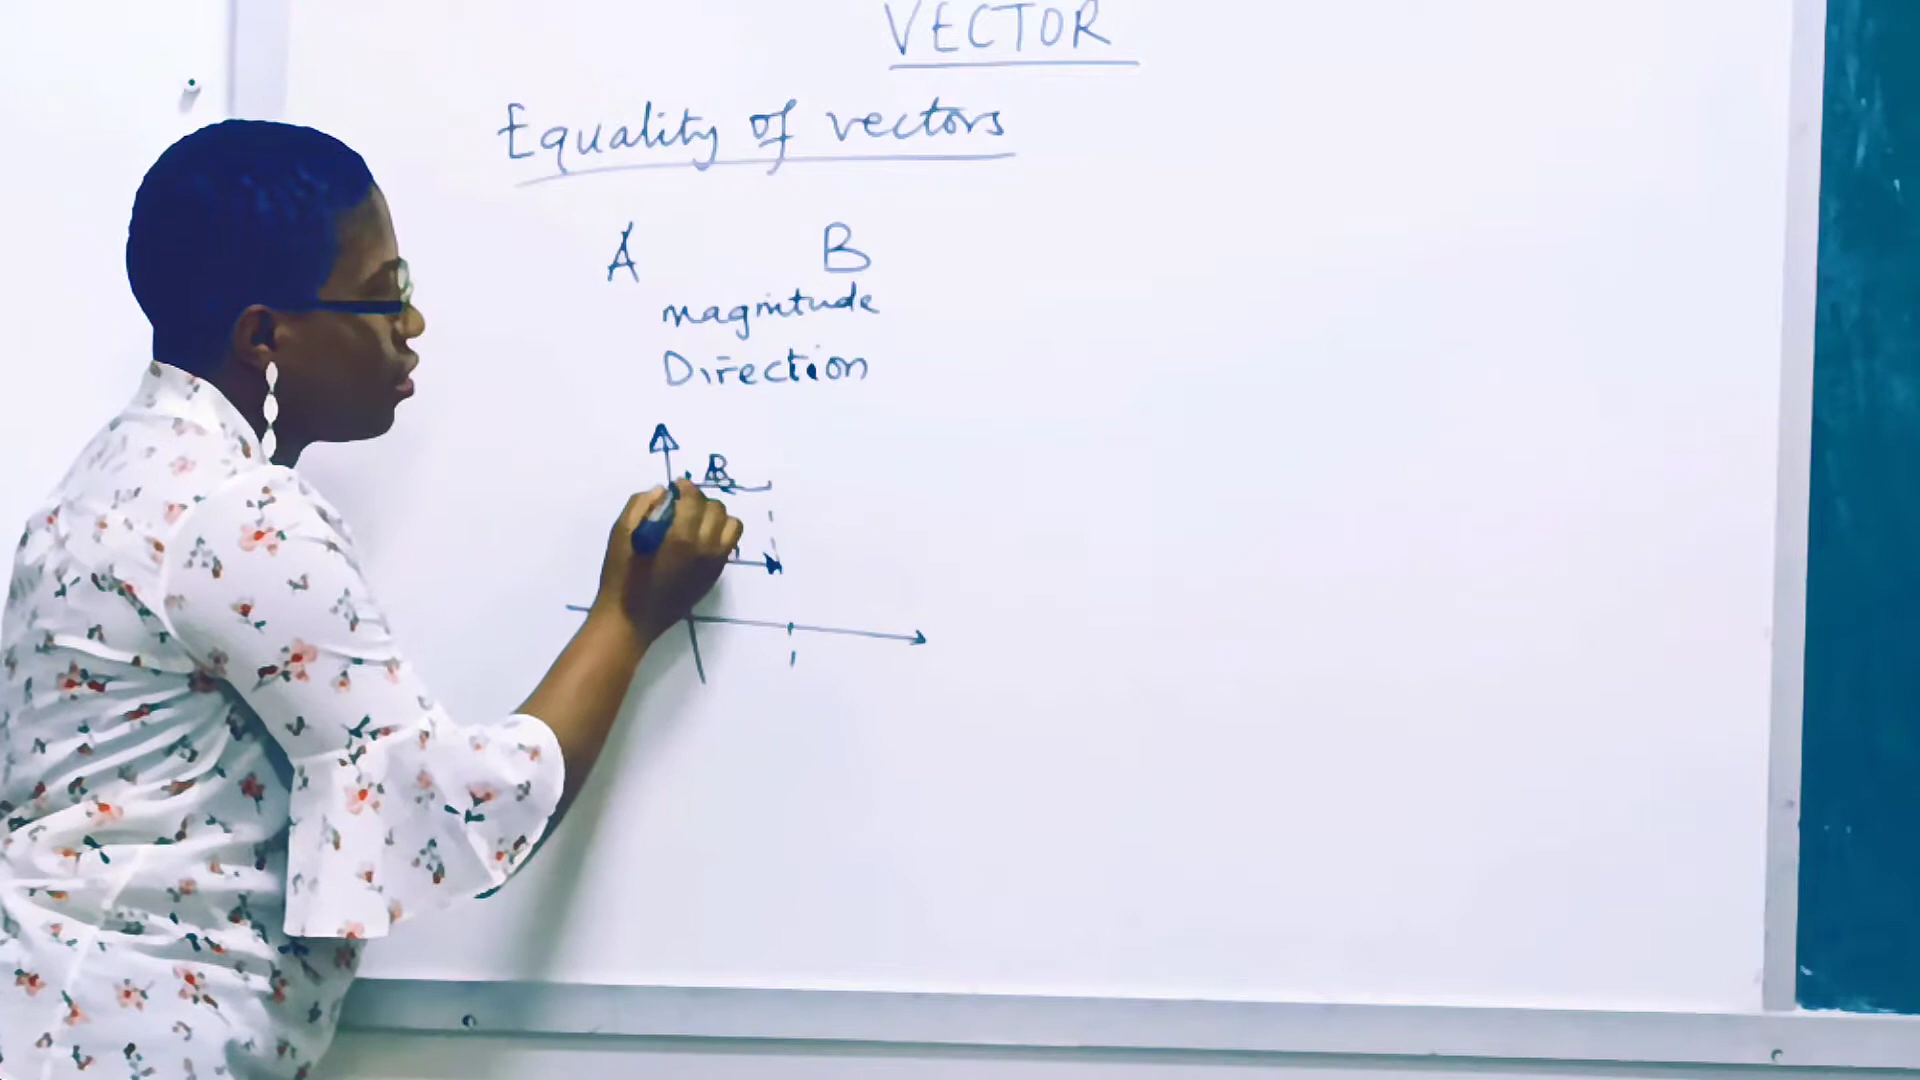 VECTOR
Equality of vectors
A B
magnitude
Direction
B